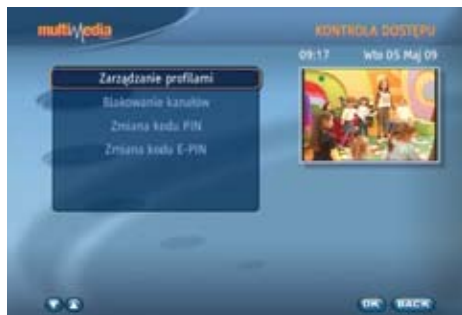 multimedia
KONTROLA DOSTĘPU
09:17 Wto 05 Maj 09
Zarządzanie profilami
Blokowanie kanałów
Zmiana kodu PIN
Zmiana kodu E-PIN
OK BACK